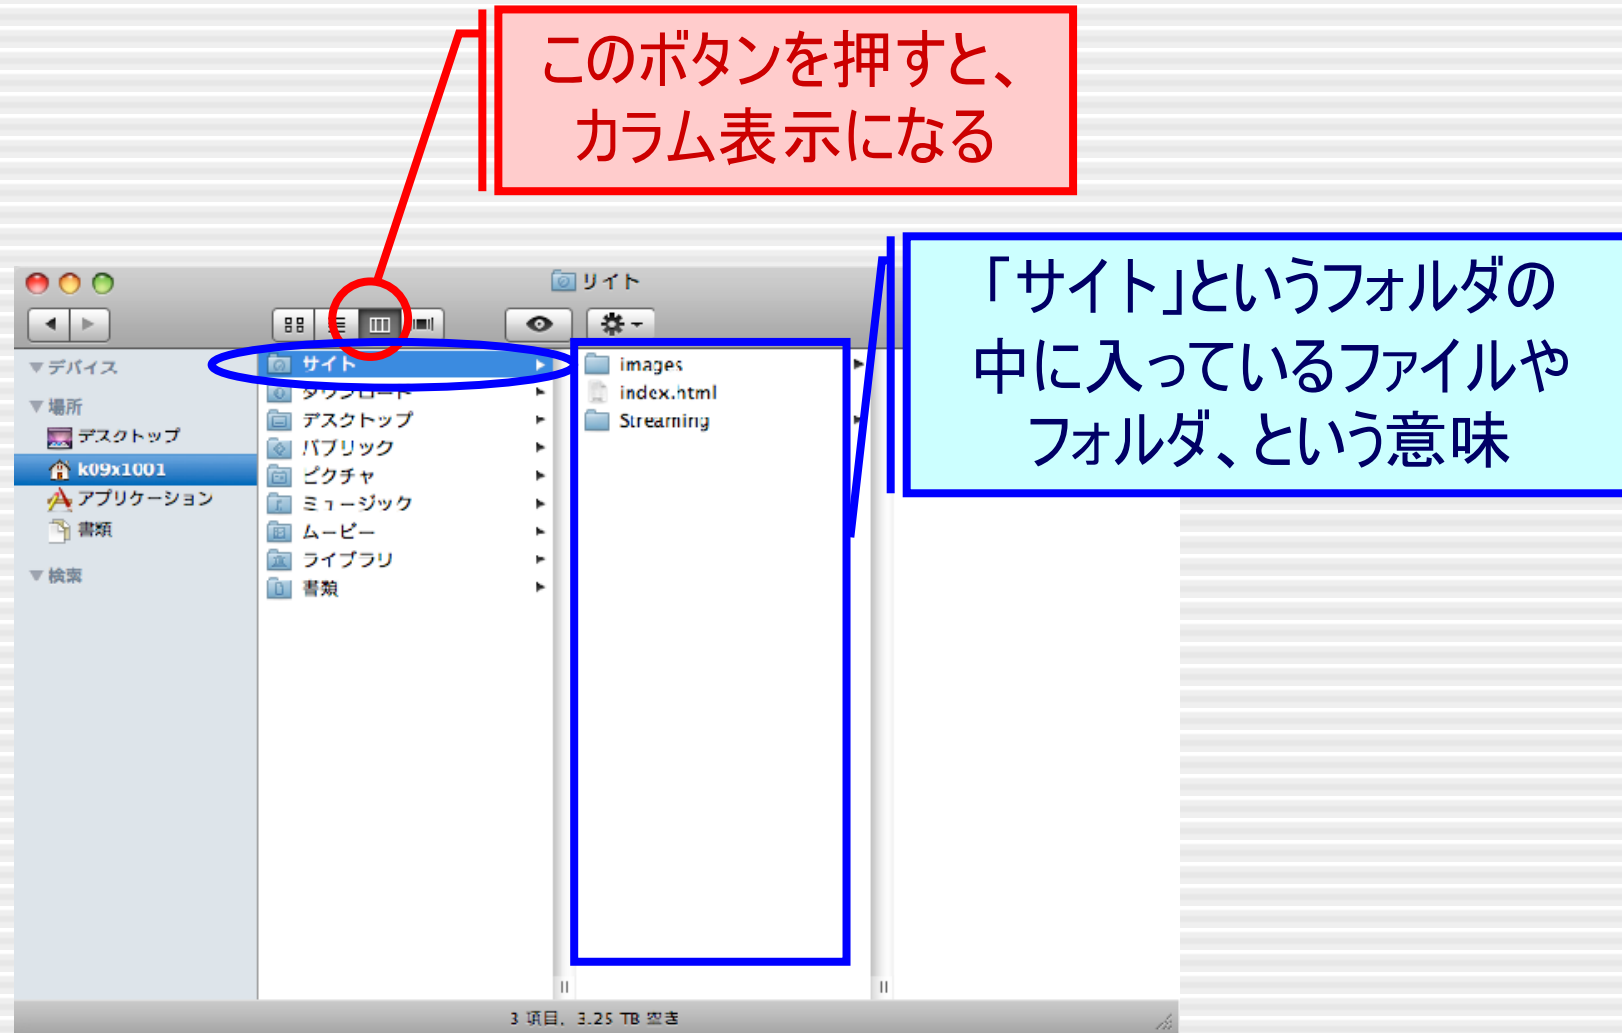 このボタンを押すと、
カラム表示になる
「サイト」というフォルダの
中に入っているファイルや
フォルダ、という意味
サイト
デバイス
場所
デスクトップ
k09x1001
アプリケーション
書類
検索
サイト
ダウンロード
デスクトップ
パブリック
ピクチャ
ミュージック
ムービー
ライブラリ
書類
images
index.html
Streaming
3 項目, 3.25 TB 空き